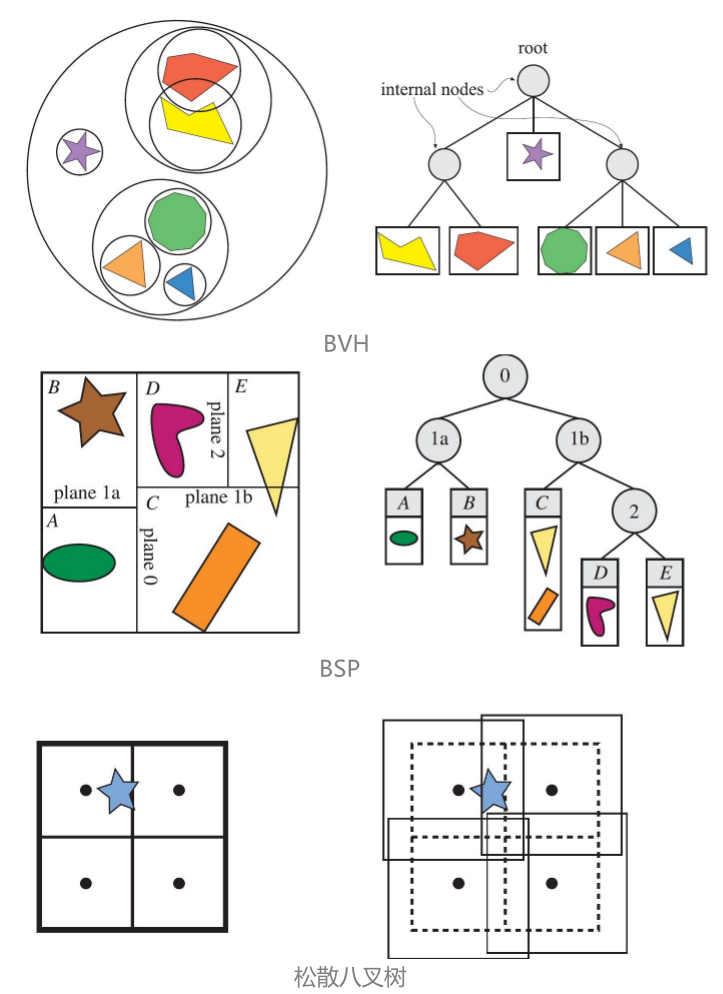 root
internal nodes
BVH
B
D
E
plane 2
plane 1a
C
plane 1b
A
plane 0
0
1a
1b
A
B
C
2
D
E
BSP
松散八叉树